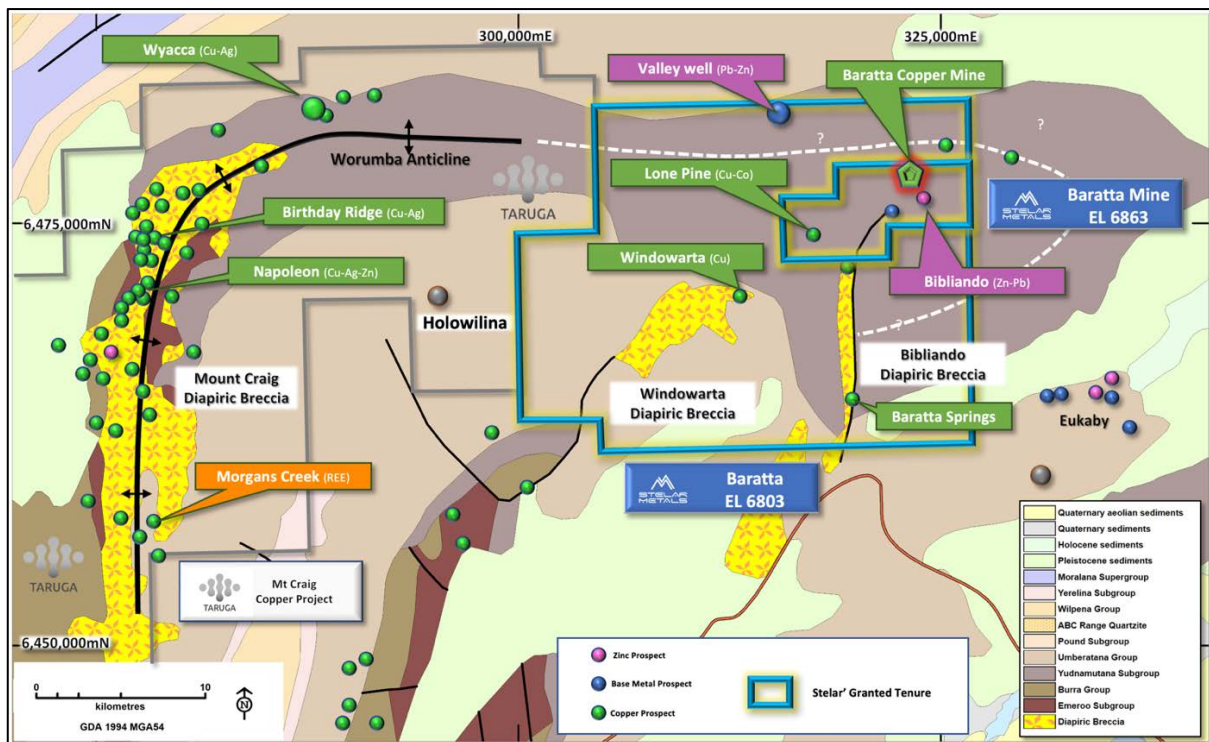 300,000mE
325,000mE
Wyacca (Cu-Ag)
Valley well (Pb-Zn)
Baratta Copper Mine
?
?
Worumba Anticline
Lone Pine (Cu-Co)
TARUGA
STELAR
METALS
Baratta Mine
EL 6863
6,475,000mN
Birthday Ridge (Cu-Ag)
Windowarta (Cu)
Bibliando (Zn-Pb)
Napoleon (Cu-Ag-Zn)
Holowilina
?
Mount Craig
Diapiric Breccia
Windowarta
Diapiric Breccia
Bibliando
Diapiric Breccia
Baratta Springs
Eukaby
Morgans Creek (REE)
STELAR
METALS
Baratta
EL 6803
TARUGA
TARUGA
Mt Craig
Copper Project
6,450,000mN
0
10
kilometres
N
GDA 1994 MGA54
Zinc Prospect
Base Metal Prospect
Copper Prospect
Stelar' Granted Tenure
Quaternary aeolian sediments
Quaternary sediments
Holocene sediments
Pleistocene sediments
Moralana Supergroup
Yerelina Subgroup
Wilpena Group
ABC Range Quartzite
Pound Subgroup
Umberatana Group
Yudnamutana Subgroup
Burra Group
Emeroo Subgroup
Diapiric Breccia